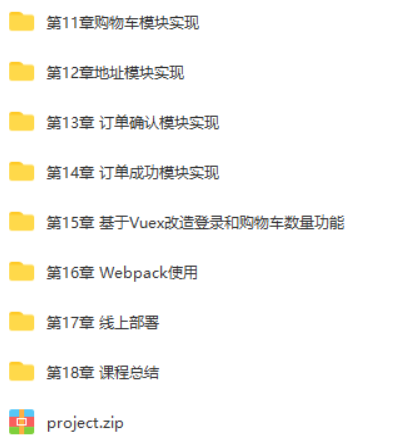 第11章购物车模块实现
第12章地址模块实现
第13章 订单确认模块实现
第14章 订单成功模块实现
第15章 基于Vuex改造登录和购物车数量功能
第16章 Webpack使用
第17章 线上部署
第18章 课程总结
project.zip